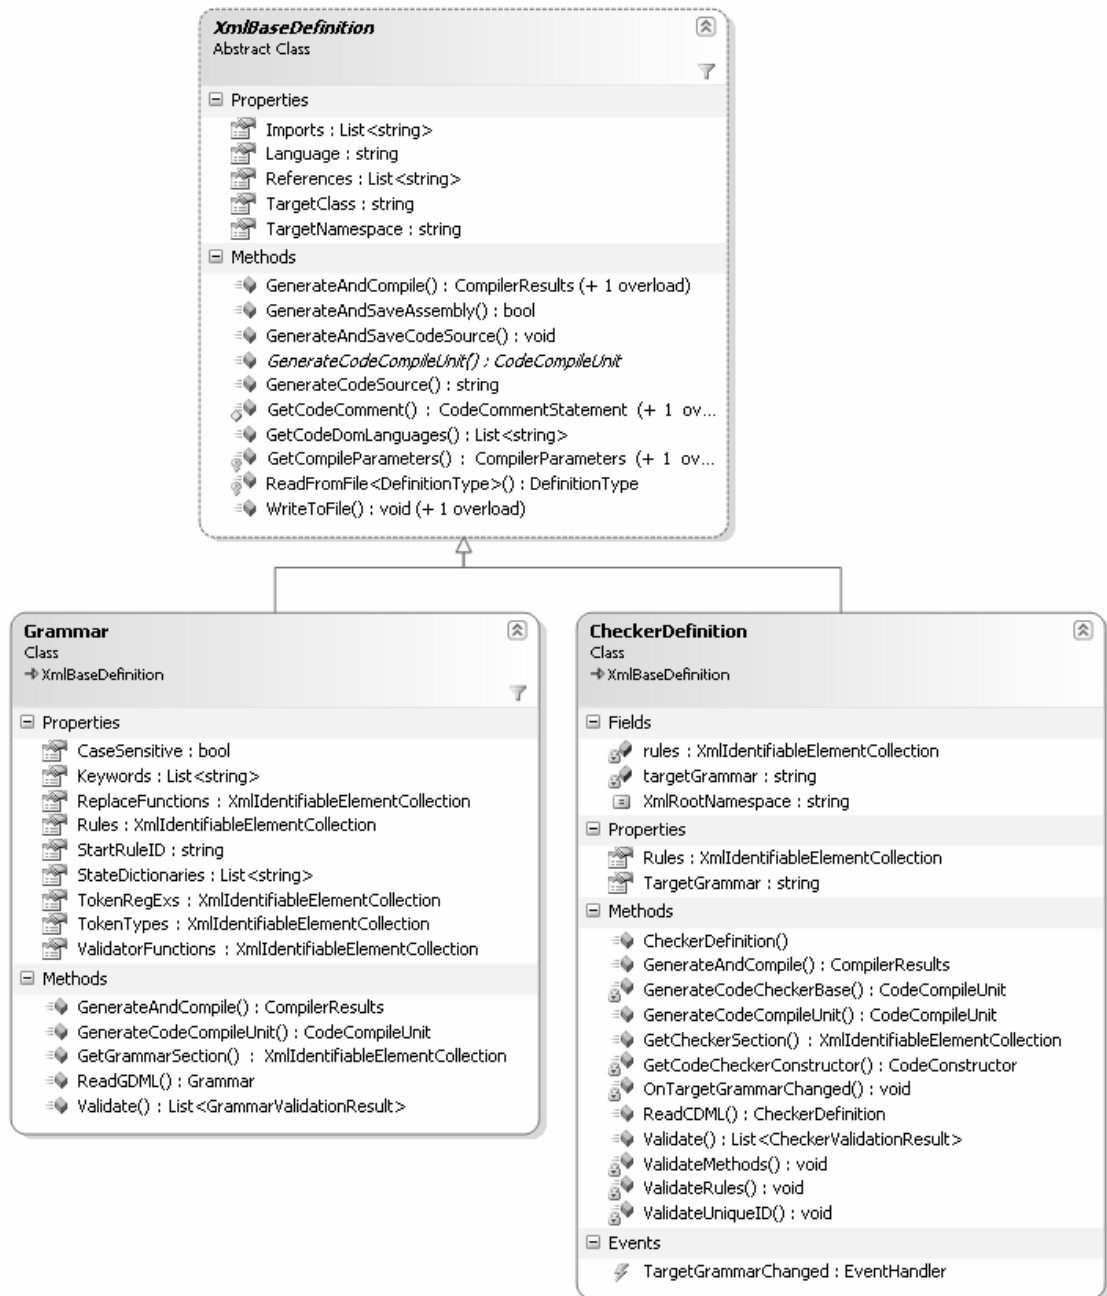 XmlBaseDefinition
Abstract Class
Properties
Imports : List<string>
Language : string
References : List<string>
TargetClass : string
TargetNamespace : string
Methods
GenerateAndCompile() : CompilerResults (+ 1 overload)
GenerateAndSaveAssembly() : bool
GenerateAndSaveCodeSource() : void
GenerateCodeCompileUnit() : CodeCompileUnit
GenerateCodeSource() : string
GetCodeComment() : CodeCommentStatement (+ 1 ov...
GetCodeDomLanguages() : List<string>
GetCompileParameters() : CompilerParameters (+ 1 ov...
ReadFromFile<DefinitionType>() : DefinitionType
WriteToFile() : void (+ 1 overload)
Grammar
Class
XmlBaseDefinition
Properties
CaseSensitive : bool
Keywords : List<string>
ReplaceFunctions : XmlIdentifiableElementCollection
Rules : XmlIdentifiableElementCollection
StartRuleID : string
StateDictionaries : List<string>
TokenRegExs : XmlIdentifiableElementCollection
TokenTypes : XmlIdentifiableElementCollection
ValidatorFunctions : XmlIdentifiableElementCollection
Methods
GenerateAndCompile() : CompilerResults
GenerateCodeCompileUnit() : CodeCompileUnit
GetGrammarSection() : XmlIdentifiableElementCollection
ReadGDML() : Grammar
Validate() : List<GrammarValidationResult>
CheckerDefinition
Class
XmlBaseDefinition
Fields
rules : XmlIdentifiableElementCollection
targetGrammar : string
XmlRootNamespace : string
Properties
Rules : XmlIdentifiableElementCollection
TargetGrammar : string
Methods
CheckerDefinition()
GenerateAndCompile() : CompilerResults
GenerateCodeCheckerBase() : CodeCompileUnit
GenerateCodeCompileUnit() : CodeCompileUnit
GetCheckerSection() : XmlIdentifiableElementCollection
GetCodeCheckerConstructor() : CodeConstructor
OnTargetGrammarChanged() : void
ReadCDML() : CheckerDefinition
Validate() : List<CheckerValidationResult>
ValidateMethods() : void
ValidateRules() : void
ValidateUniqueID() : void
Events
TargetGrammarChanged : EventHandler